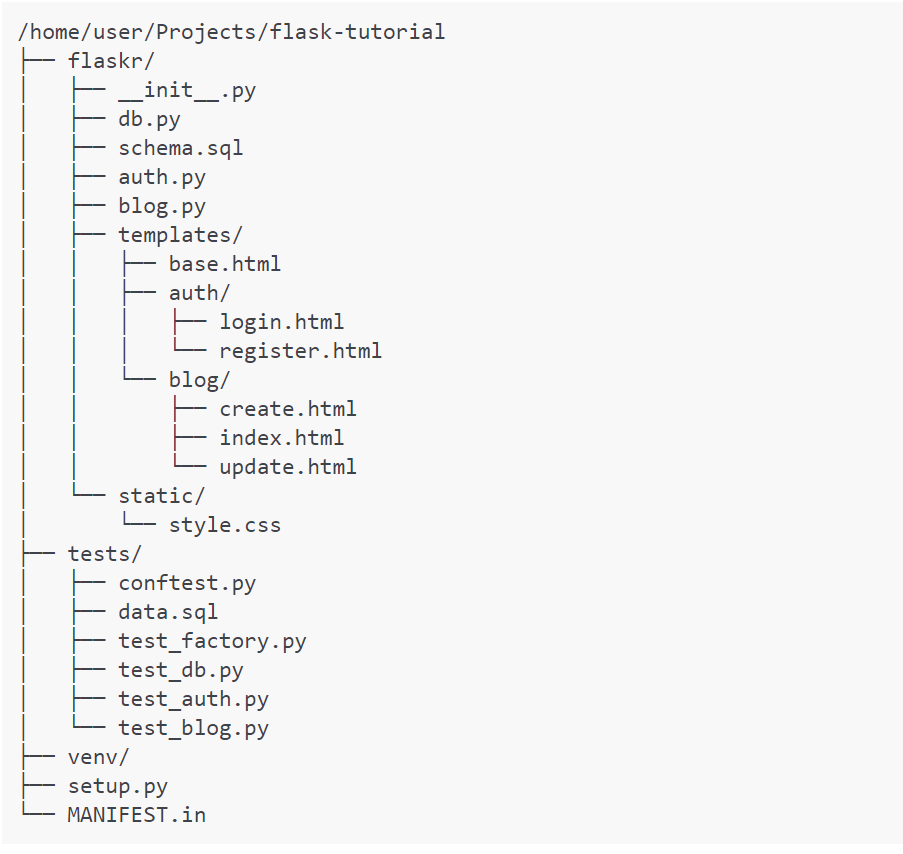 /home/user/Projects/flask-tutorial
├── flaskr/
│   ├── __init__.py
│   ├── db.py
│   ├── schema.sql
│   ├── auth.py
│   ├── blog.py
│   ├── templates/
│   │   ├── base.html
│   │   ├── auth/
│   │   │   ├── login.html
│   │   │   └── register.html
│   │   └── blog/
│   │       ├── create.html
│   │       ├── index.html
│   │       └── update.html
│   └── static/
│       └── style.css
├── tests/
│   ├── conftest.py
│   ├── data.sql
│   ├── test_factory.py
│   ├── test_db.py
│   ├── test_auth.py
│   └── test_blog.py
├── venv/
├── setup.py
└── MANIFEST.in